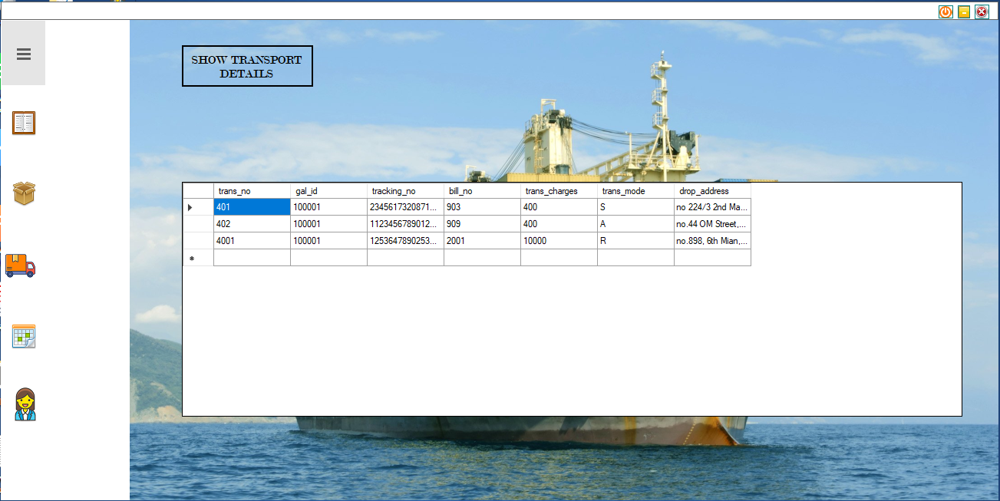 SHOW TRANSPORT
DETAILS
trans_no gal_id tracking_no bill_no trans_charges trans_mode drop_address
401 100001 2345617320871... 903 400 S no 224/3 2nd Ma...
402 100001 1123456789012... 909 400 A no.44 OM Street,...
4001 100001 1253647890253... 2001 10000 R no.898, 6th Mian,...